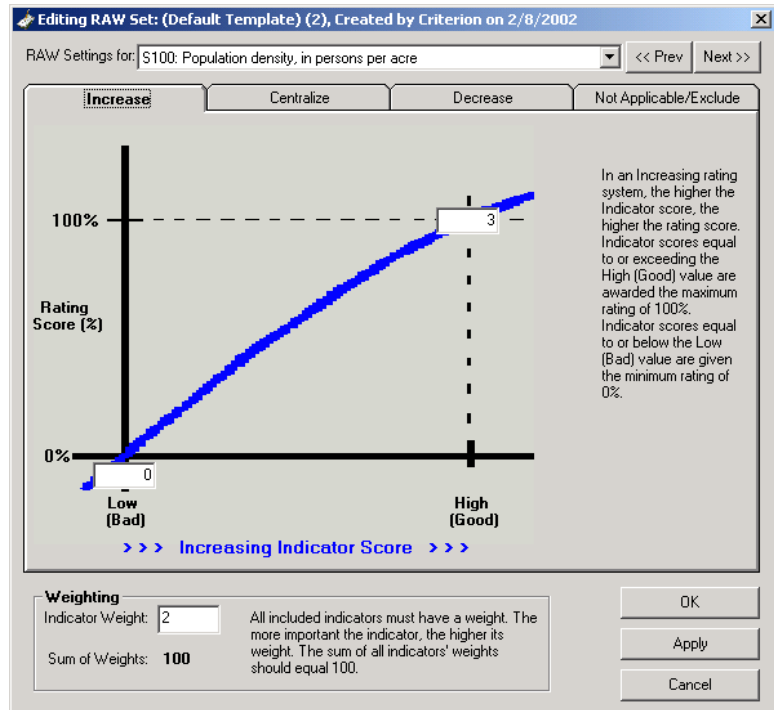 Editing RAW Set: (Default Template) (2), Created by Criterion on 2/8/2002
RAW Settings for: S100: Population density, in persons per acre << Prev Next >>
Increase Centralize Decrease Not Applicable/Exclude
100%
3
Rating
Score (%)
0%
0
Low
(Bad)
High
(Good)
> > > Increasing Indicator Score > > >
In an Increasing rating
system, the higher the
Indicator score, the
higher the rating score.
Indicator scores equal
to or exceeding the
High (Good) value are
awarded the maximum
rating of 100%.
Indicator scores equal
to or below the Low
(Bad) value are given
the minimum rating of
0%.
Weighting
Indicator Weight: 2
Sum of Weights: 100
All included indicators must have a weight. The
more important the indicator, the higher its
weight. The sum of all indicators' weights
should equal 100.
OK
Apply
Cancel